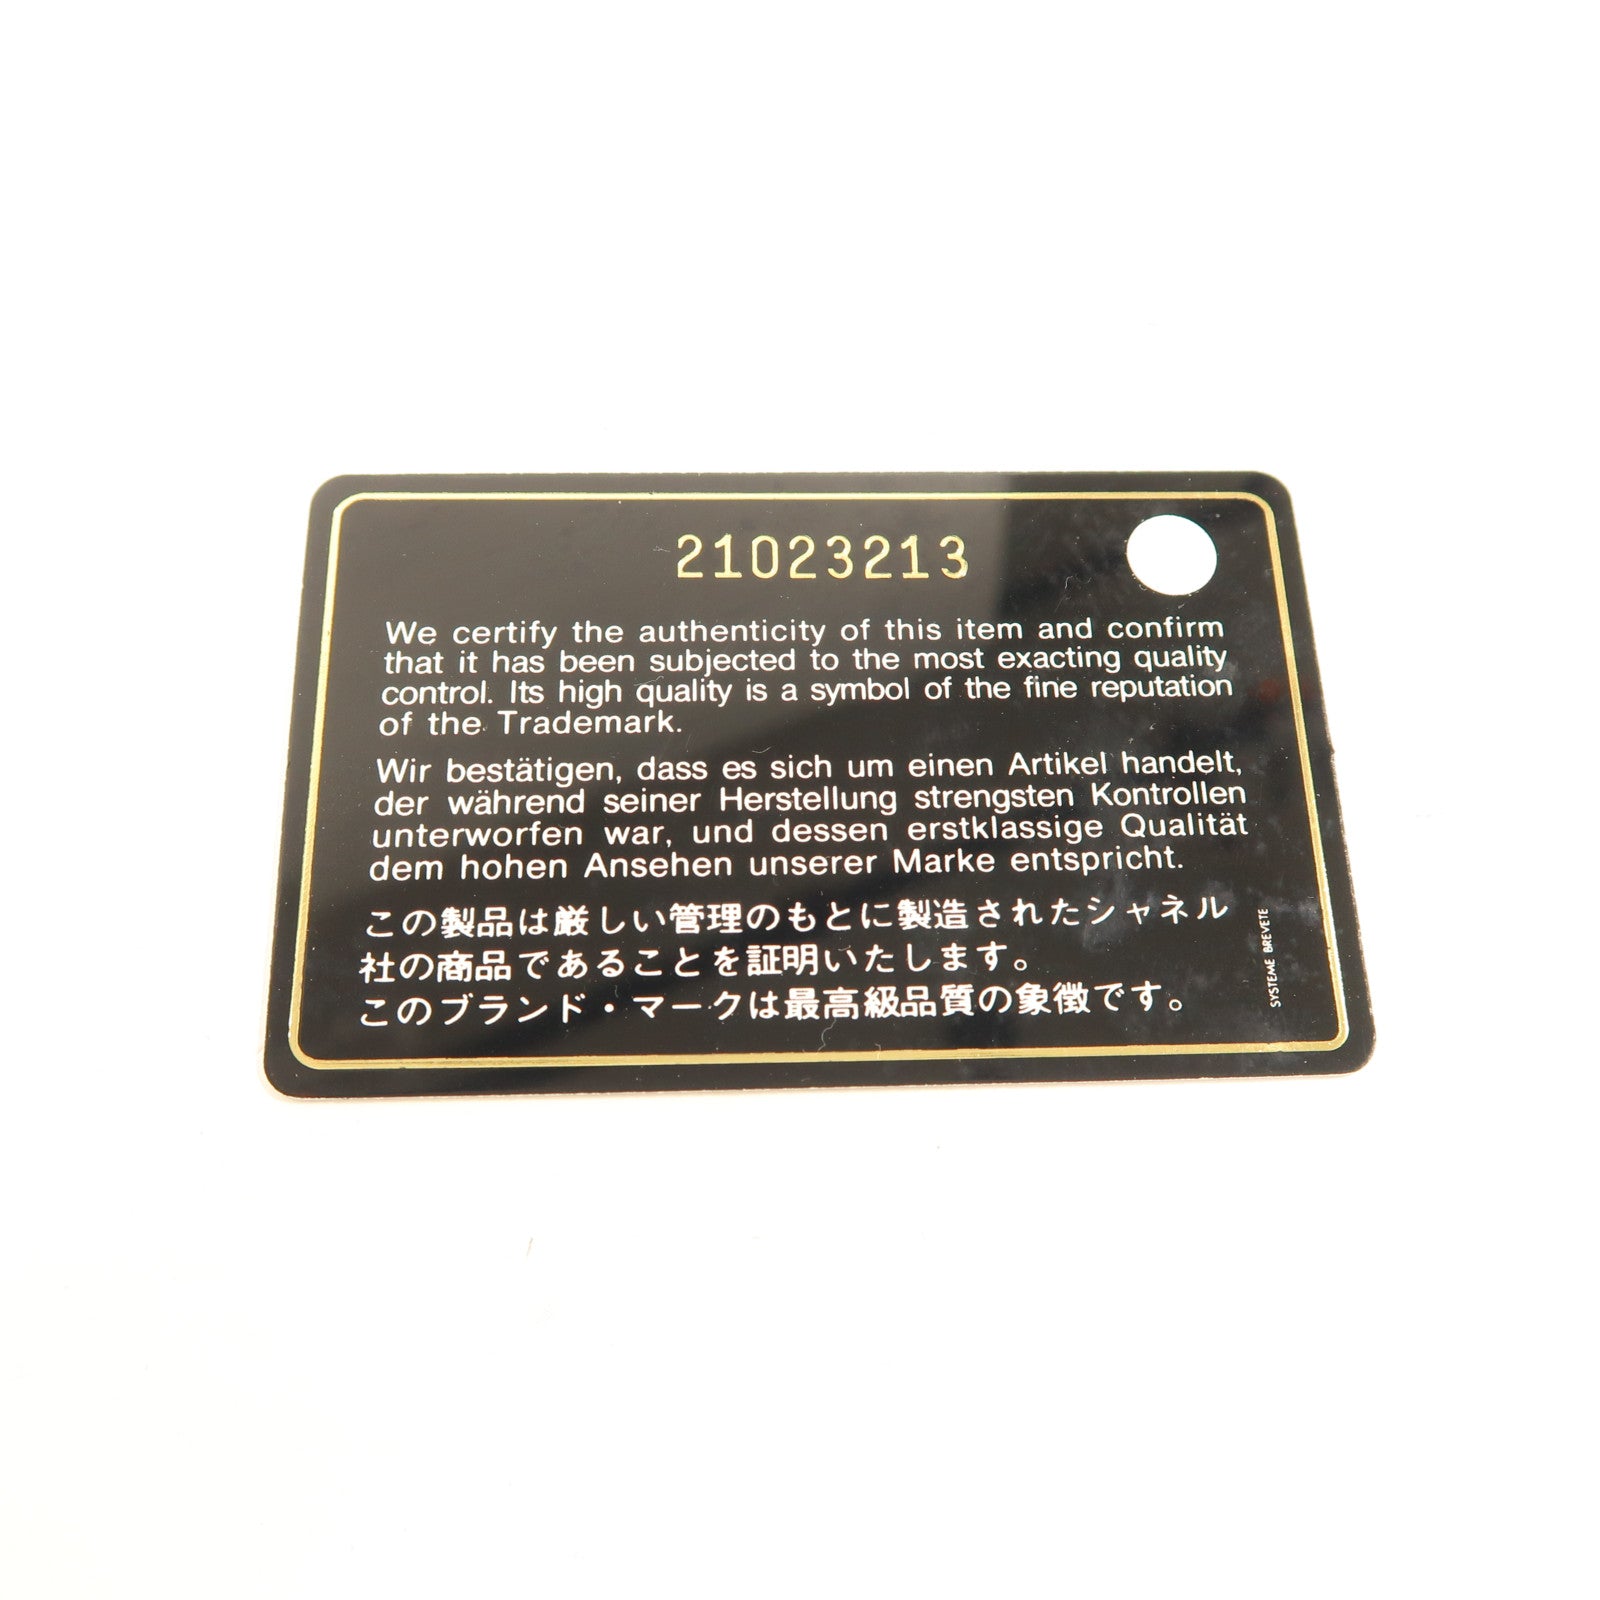 21023213
We certify the authenticity of this item and confirm
that it has been subjected to the most exacting quality
control. Its high quality is a symbol of the fine reputation
of the Trademark.
Wir bestätigen, dass es sich um einen Artikel handelt,
der während seiner Herstellung strengsten Kontrollen
unterworfen war, und dessen erstklassige Qualität
dem hohen Ansehen unserer Marke entspricht.
この製品は厳しい管理のもとに製造されたシャネル
社の商品であることを証明いたします。
このブランド・マークは最高級品質の象徴です。
SYSTEME BREVETE